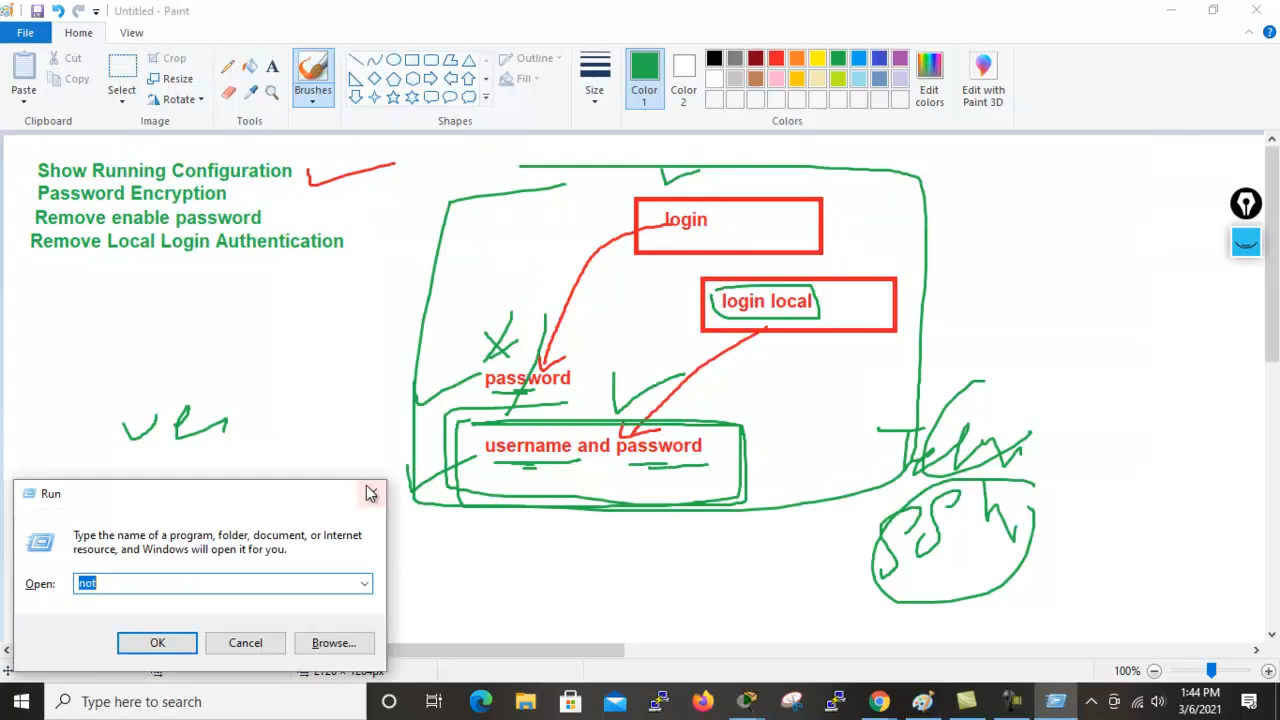 Untitled - Paint
File
Home
View
Paste
Cut
Copy
Clipboard
Select
Crop
Resize
Rotate
Image
Tools
Brushes
Shapes
Outline
Fill
Size
Color 1
Color 2
Edit colors
Edit with Paint 3D
Colors
Show Running Configuration
Password Encryption
Remove enable password
Remove Local Login Authentication
login
login local
password
username and password
Run
Type the name of a program, folder, document, or Internet
resource, and Windows will open it for you.
Open:
not
OK
Cancel
Browse...
100%
Type here to search
1:44 PM
3/6/2021